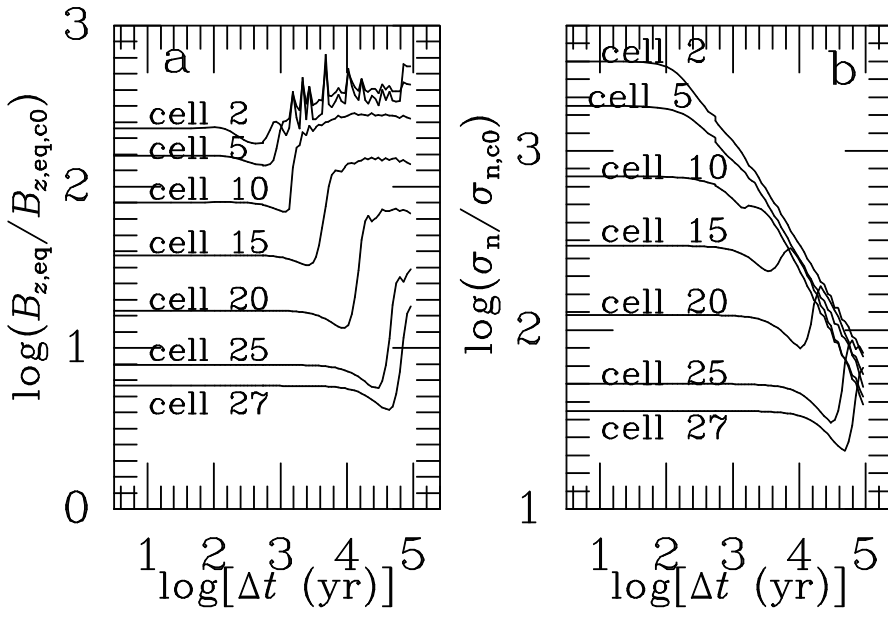 a
log(B_{z,eq}/B_{z,eq,c0})
3
2
1
0
cell 2
cell 5
cell 10
cell 15
cell 20
cell 25
cell 27
1 2 3 4 5
log[Δt (yr)]
b
log(σ_n/σ_{n,c0})
3
2
1
cell 2
cell 5
cell 10
cell 15
cell 20
cell 25
cell 27
1 2 3 4 5
log[Δt (yr)]